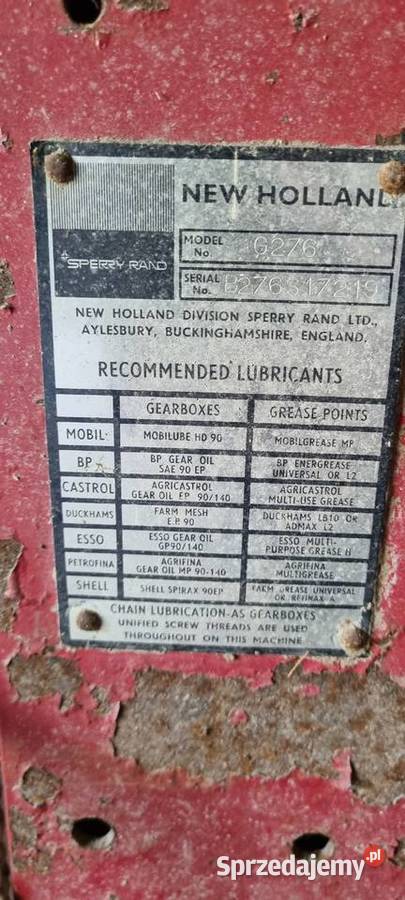 NEW HOLLAND
SPERRY RAND
MODEL No G276
SERIAL No.
NEW HOLLAND DIVISION SPERRY RAND LTD.,
AYLESBURY, BUCKINGHAMSHIRE, ENGLAND.
RECOMMENDED LUBRICANTS
GEARBOXES GREASE POINTS
MOBIL MOBILUBE HD 90 MOBILGREASE MP
BP BP GEAR OIL SAE 90 EP BP ENERGREASE UNIVERSAL OR L2
CASTROL AGRICASTROL GEAR OIL EP 90/140 AGRICASTROL MULTI-USE GREASE
DUCKHAMS FARM MESH E.P. 90 DUCKHAMS LB10 OR ADMAX L2
ESSO ESSO GEAR OIL GP90/140 ESSO MULTI-PURPOSE GREASE H
PETROFINA AGRIFINA GEAR OIL MP 90-140 AGRIFINA MULTIGREASE
SHELL SHELL SPIRAX 90EP FARM GREASE UNIVERSAL OR RETINAX A
CHAIN LUBRICATION-AS GEARBOXES
UNIFIED SCREW THREADS ARE USED
THROUGHOUT ON THIS MACHINE
Sprzedajemy.pl